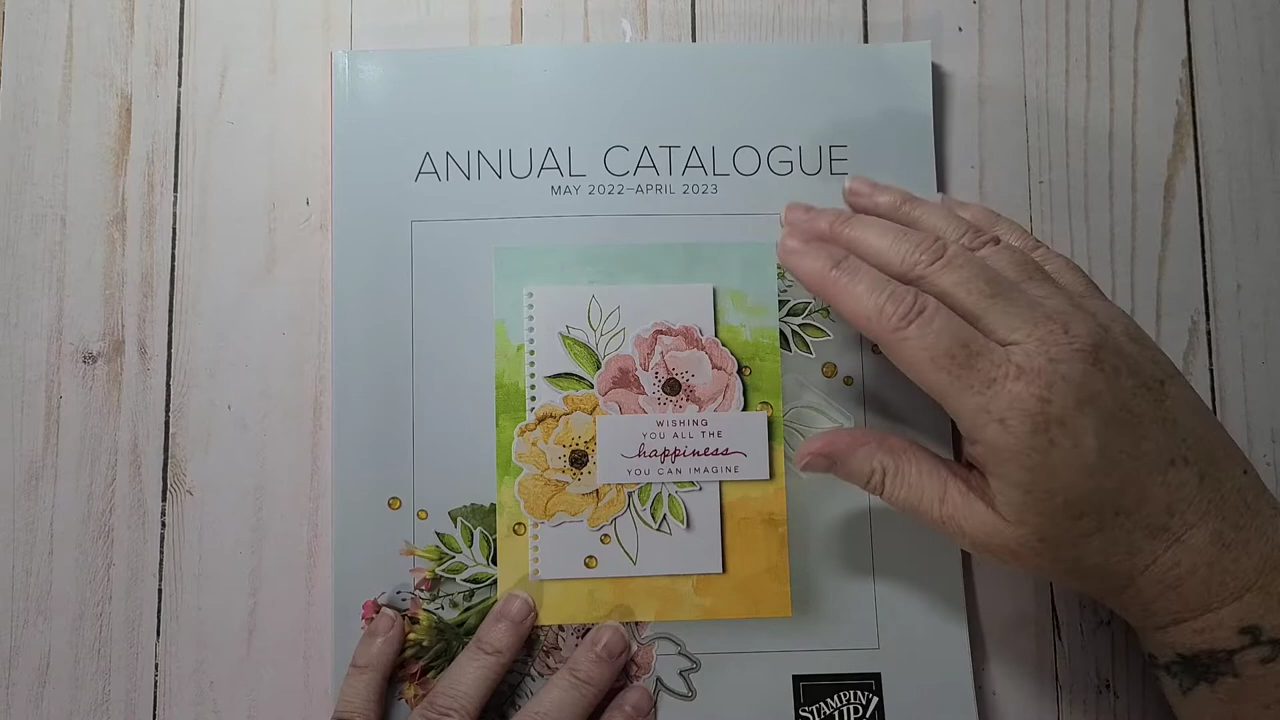 ANNUAL CATALOGUE
MAY 2022–APRIL 2023
WISHING
YOU ALL THE
happiness
YOU CAN IMAGINE
STAMPIN'
UP!